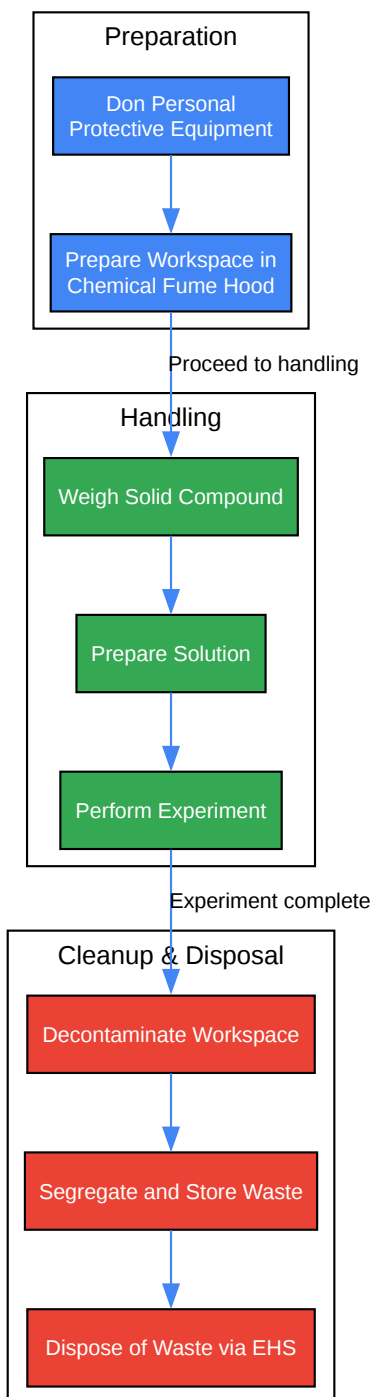 Preparation
Don Personal
Protective Equipment
Prepare Workspace in
Chemical Fume Hood
Proceed to handling
Handling
Weigh Solid Compound
Prepare Solution
Perform Experiment
Experiment complete
Cleanup & Disposal
Decontaminate Workspace
Segregate and Store Waste
Dispose of Waste via EHS